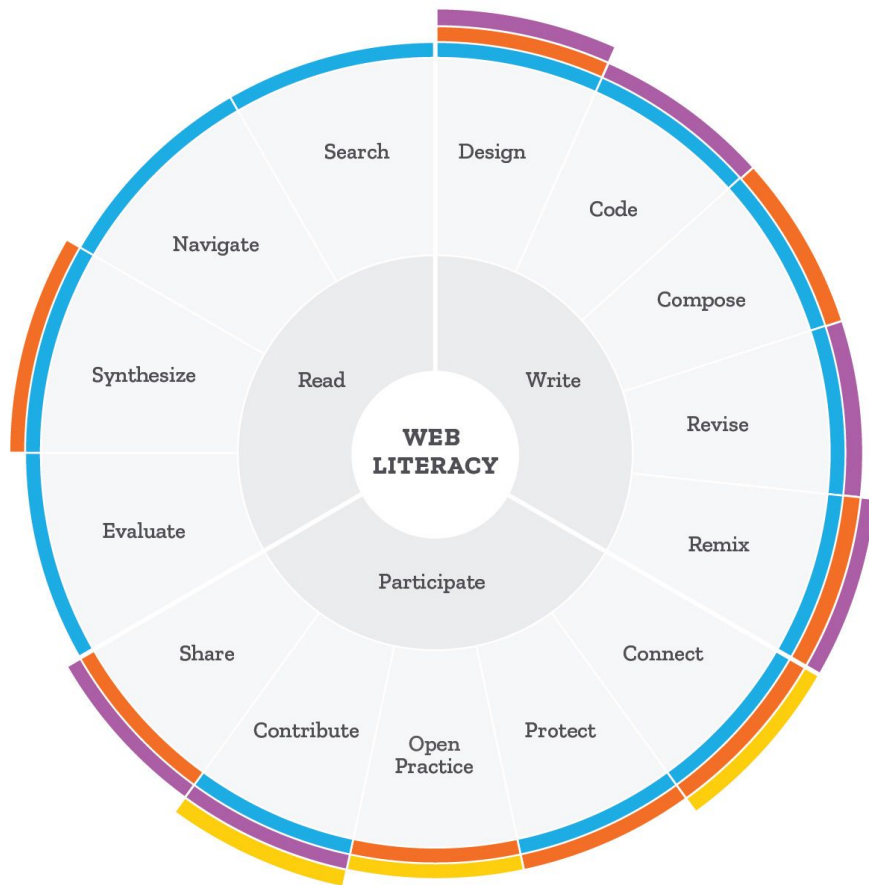 Search
Design
Navigate
Code
Synthesize
Compose
Read
Write
Revise
WEB
LITERACY
Evaluate
Remix
Participate
Share
Connect
Contribute
Protect
Open
Practice